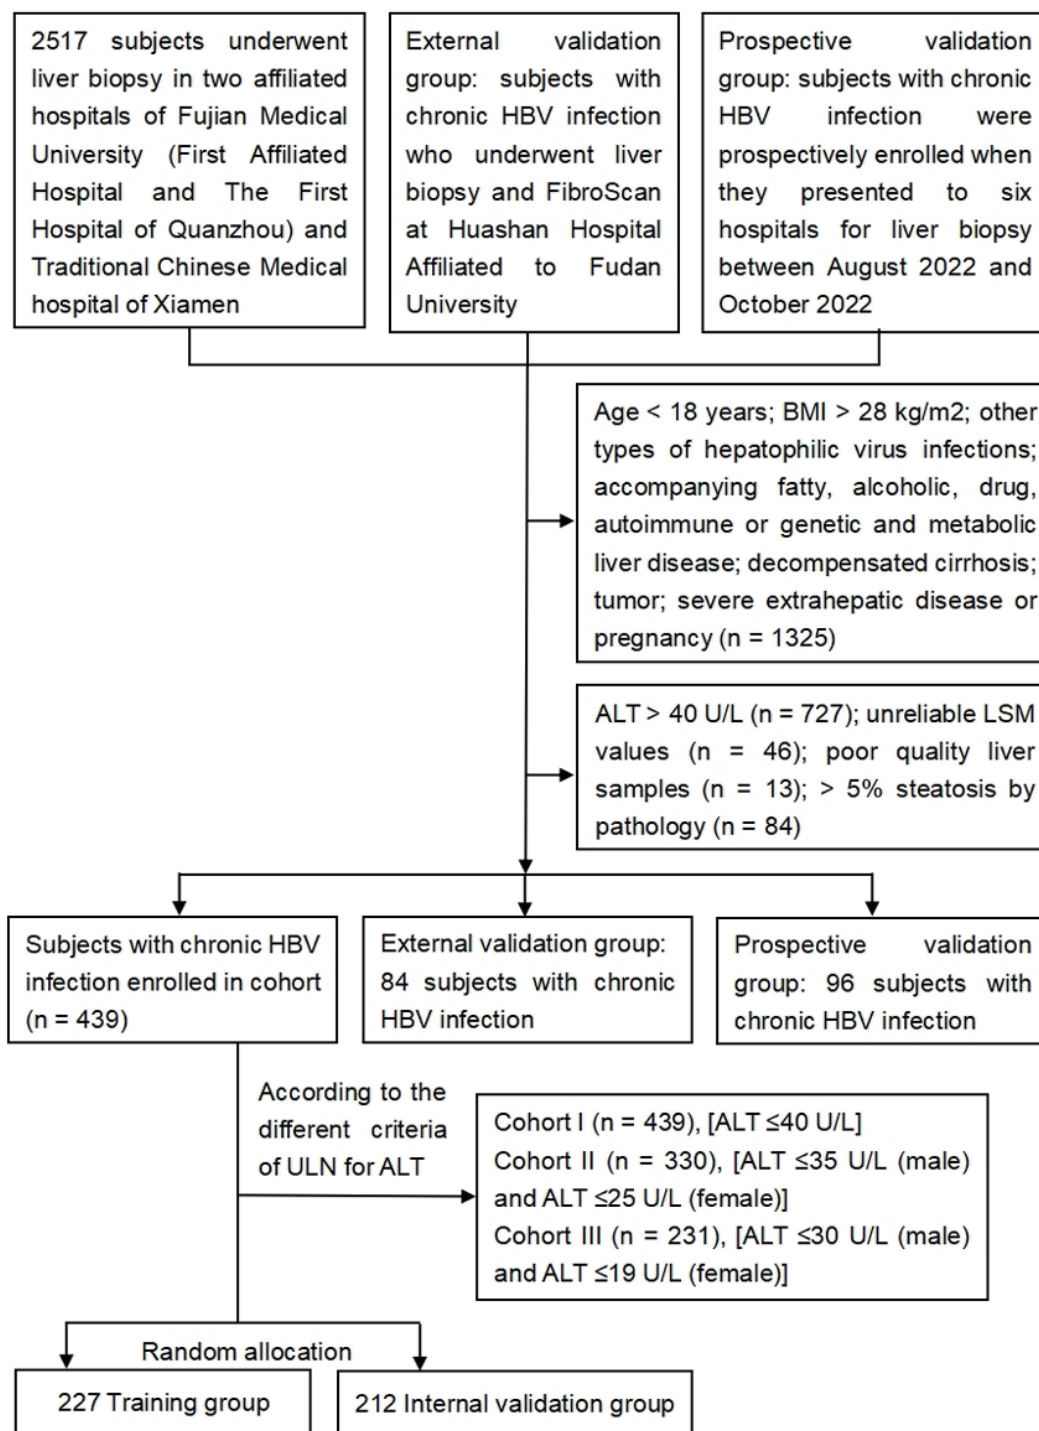 2517 subjects underwent
liver biopsy in two affiliated
hospitals of Fujian Medical
University (First Affiliated
Hospital and The First
Hospital of Quanzhou) and
Traditional Chinese Medical
hospital of Xiamen
External validation
group: subjects with
chronic HBV infection
who underwent liver
biopsy and FibroScan
at Huashan Hospital
Affiliated to Fudan
University
Prospective validation
group: subjects with chronic
HBV infection were
prospectively enrolled when
they presented to six
hospitals for liver biopsy
between August 2022 and
October 2022
Age < 18 years; BMI > 28 kg/m2; other
types of hepatophilic virus infections;
accompanying fatty, alcoholic, drug,
autoimmune or genetic and metabolic
liver disease; decompensated cirrhosis;
tumor; severe extrahepatic disease or
pregnancy (n = 1325)
ALT > 40 U/L (n = 727); unreliable LSM
values (n = 46); poor quality liver
samples (n = 13); > 5% steatosis by
pathology (n = 84)
Subjects with chronic HBV
infection enrolled in cohort
(n = 439)
External validation group:
84 subjects with chronic
HBV infection
Prospective validation
group: 96 subjects with
chronic HBV infection
According to the
different criteria
of ULN for ALT
Cohort I (n = 439), [ALT ≤40 U/L]
Cohort II (n = 330), [ALT ≤35 U/L (male)
and ALT ≤25 U/L (female)]
Cohort III (n = 231), [ALT ≤30 U/L (male)
and ALT ≤19 U/L (female)]
Random allocation
227 Training group
212 Internal validation group